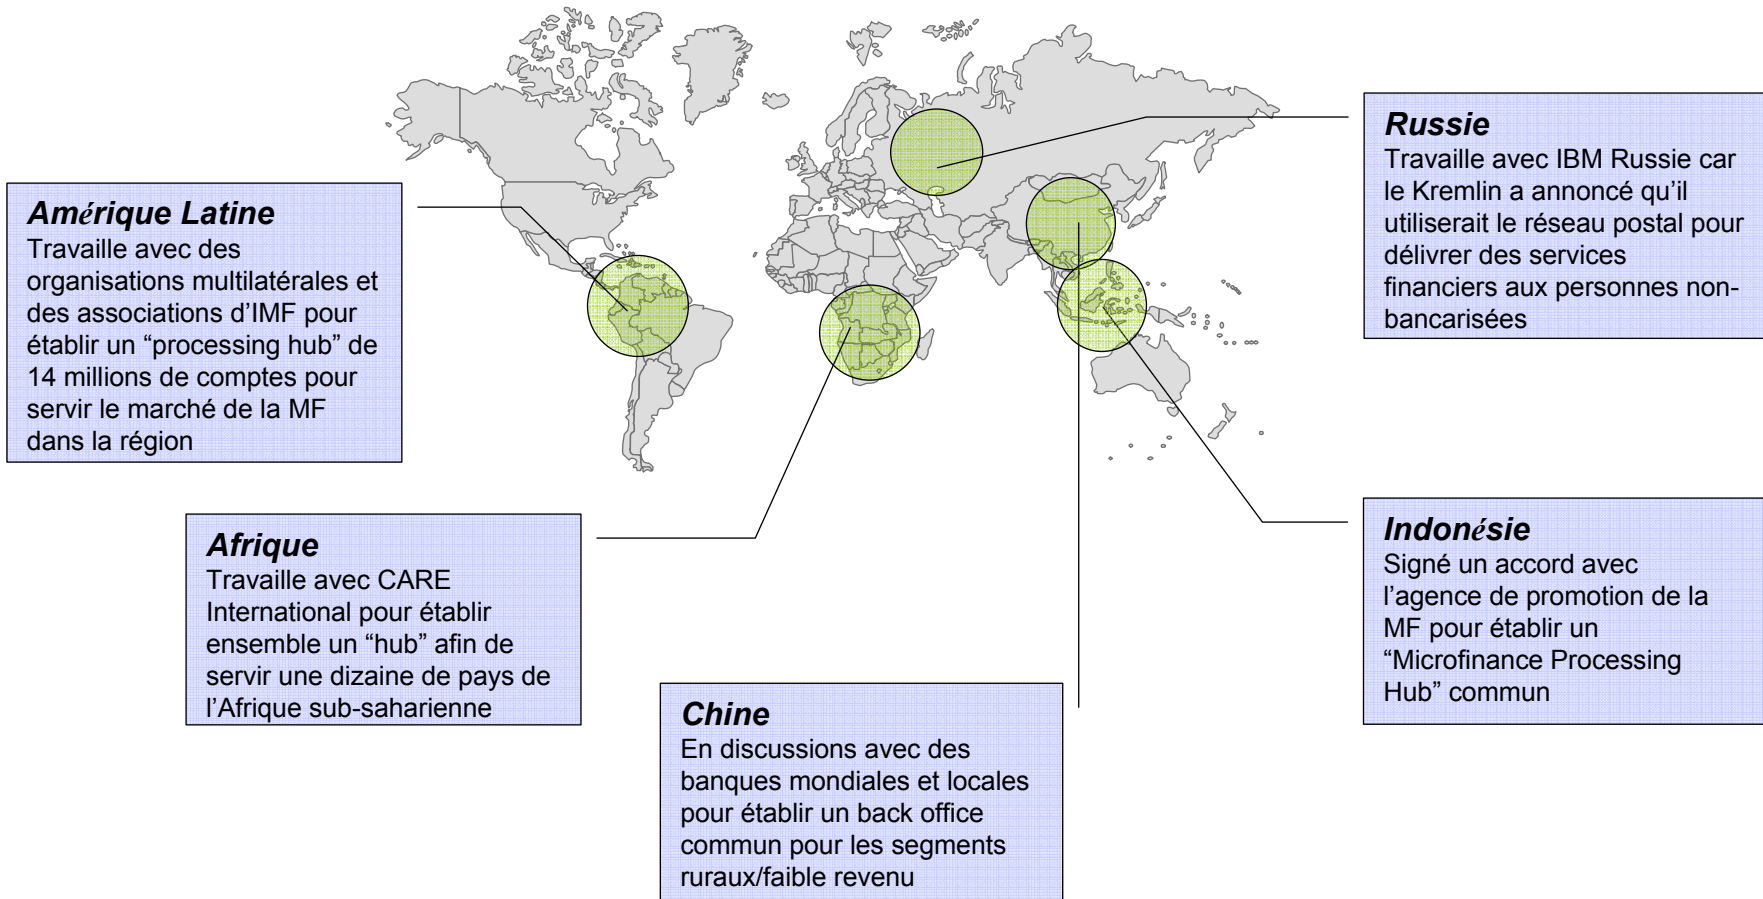 Amérique Latine
Travaille avec des
organisations multilatérales et
des associations d’IMF pour
établir un “processing hub” de
14 millions de comptes pour
servir le marché de la MF
dans la région
Afrique
Travaille avec CARE
International pour établir
ensemble un “hub” afin de
servir une dizaine de pays de
l’Afrique sub-saharienne
Chine
En discussions avec des
banques mondiales et locales
pour établir un back office
commun pour les segments
ruraux/faible revenu
Russie
Travaille avec IBM Russie car
le Kremlin a annoncé qu’il
utiliserait le réseau postal pour
délivrer des services
financiers aux personnes non-
bancarisées
Indonésie
Signé un accord avec
l’agence de promotion de la
MF pour établir un
“Microfinance Processing
Hub” commun